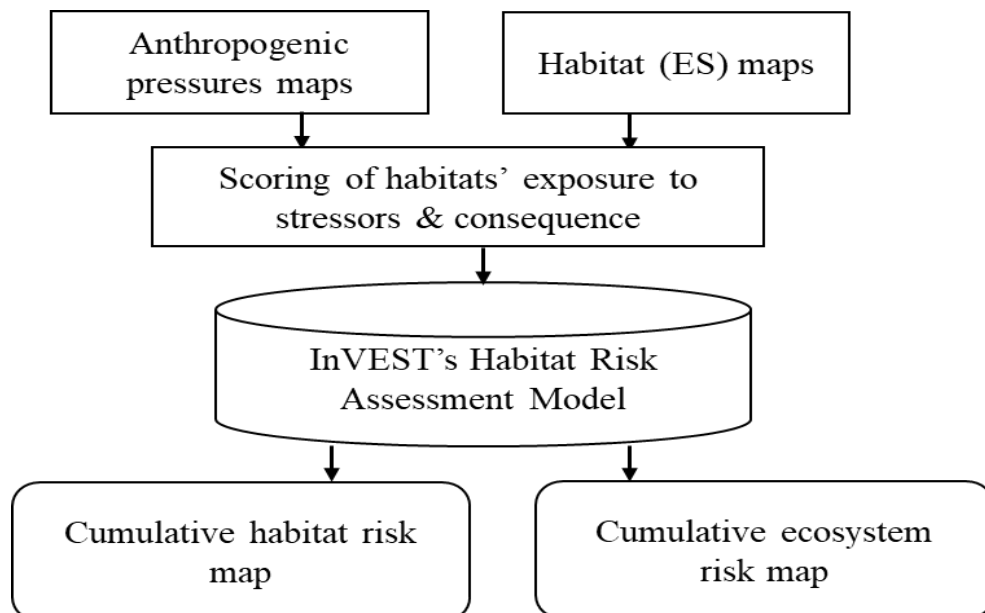 Anthropogenic
pressures maps
Habitat (ES) maps
Scoring of habitats’ exposure to
stressors & consequence
InVEST’s Habitat Risk
Assessment Model
Cumulative habitat risk
map
Cumulative ecosystem
risk map